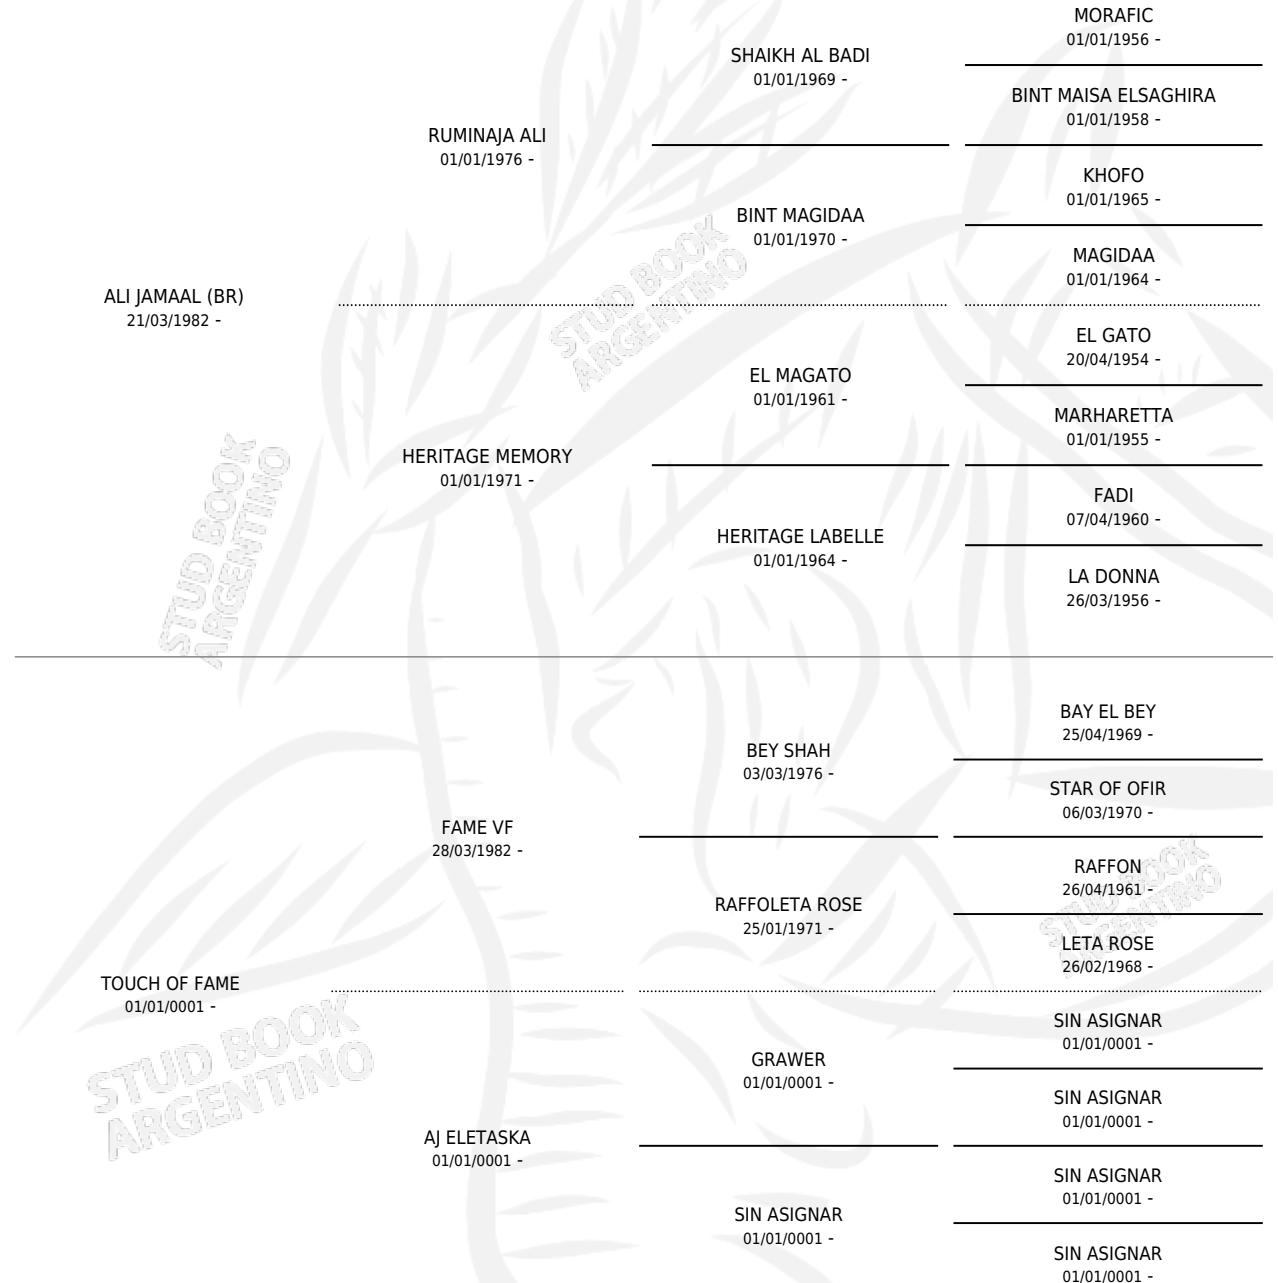 MORAFIC
01/01/1956 -
SHAIKH AL BADI
01/01/1969 -
BINT MAISA ELSAGHIRA
01/01/1958 -
RUMINAJA ALI
01/01/1976 -
KHOFO
01/01/1965 -
BINT MAGIDAA
01/01/1970 -
MAGIDAA
01/01/1964 -
ALI JAMAAL (BR)
21/03/1982 -
STUD BOOK
ARGENTINO
EL GATO
20/04/1954 -
EL MAGATO
01/01/1961 -
MARHARETTA
01/01/1955 -
HERITAGE MEMORY
01/01/1971 -
FADI
07/04/1960 -
HERITAGE LABELLE
01/01/1964 -
LA DONNA
26/03/1956 -
STUD BOOK
ARGENTINO
BAY EL BEY
25/04/1969 -
BEY SHAH
03/03/1976 -
STAR OF OFIR
06/03/1970 -
FAME VF
28/03/1982 -
RAFFON
26/04/1961 -
RAFFOLETA ROSE
25/01/1971 -
STUD BOOK
ARGENTINO
LETA ROSE
26/02/1968 -
TOUCH OF FAME
01/01/0001 -
STUD BOOK
ARGENTINO
SIN ASIGNAR
01/01/0001 -
GRAWER
01/01/0001 -
SIN ASIGNAR
01/01/0001 -
AJ ELETASKA
01/01/0001 -
SIN ASIGNAR
01/01/0001 -
SIN ASIGNAR
01/01/0001 -
SIN ASIGNAR
01/01/0001 -